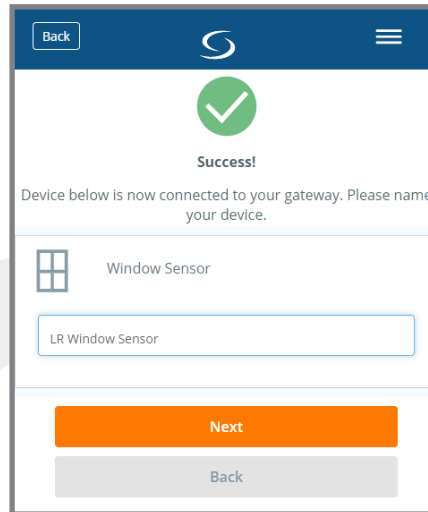 Back
Success!
Device below is now connected to your gateway. Please name
your device.
Window Sensor
LR Window Sensor
Next
Back